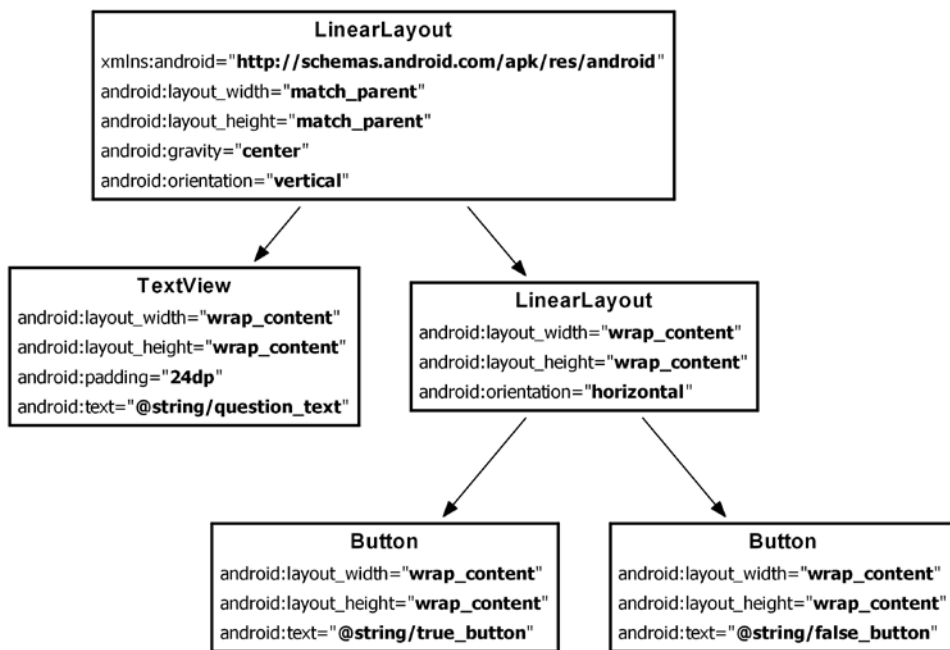 LinearLayout
xmlns:android="http://schemas.android.com/apk/res/android"
android:layout_width="match_parent"
android:layout_height="match_parent"
android:gravity="center"
android:orientation="vertical"
TextView
android:layout_width="wrap_content"
android:layout_height="wrap_content"
android:padding="24dp"
android:text="@string/question_text"
LinearLayout
android:layout_width="wrap_content"
android:layout_height="wrap_content"
android:orientation="horizontal"
Button
android:layout_width="wrap_content"
android:layout_height="wrap_content"
android:text="@string/true_button"
Button
android:layout_width="wrap_content"
android:layout_height="wrap_content"
android:text="@string/false_button"